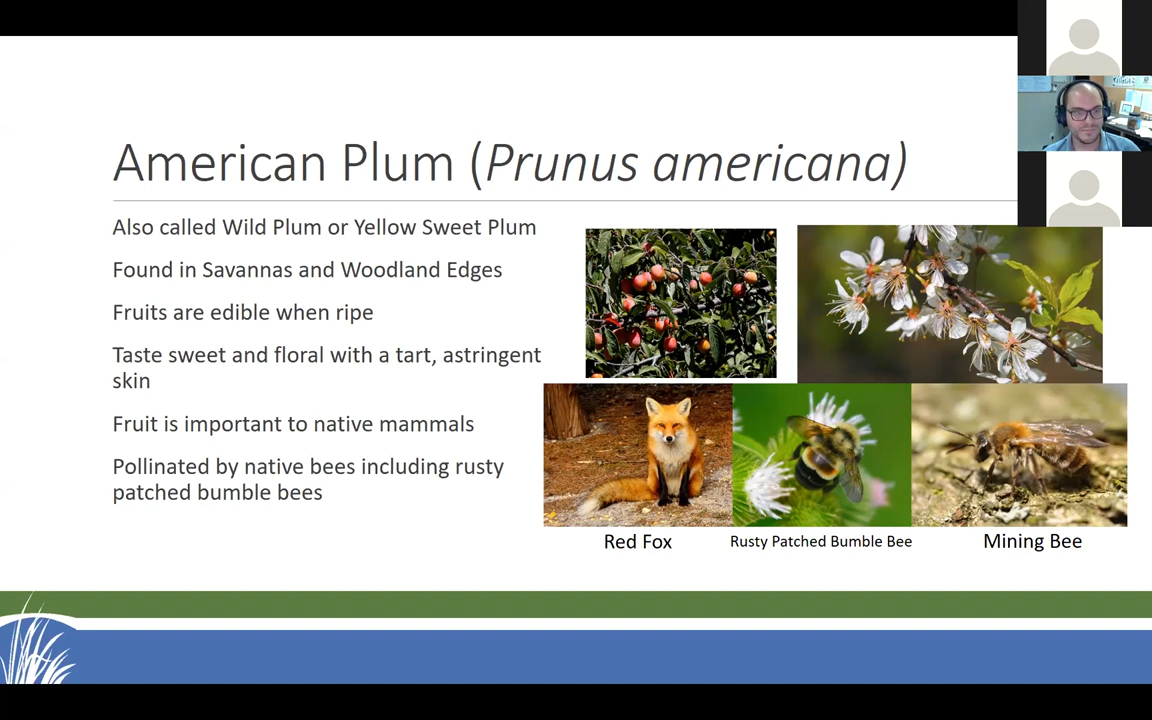 American Plum (Prunus americana)
Also called Wild Plum or Yellow Sweet Plum
Found in Savannas and Woodland Edges
Fruits are edible when ripe
Taste sweet and floral with a tart, astringent
skin
Fruit is important to native mammals
Pollinated by native bees including rusty
patched bumble bees
Red Fox
Rusty Patched Bumble Bee
Mining Bee